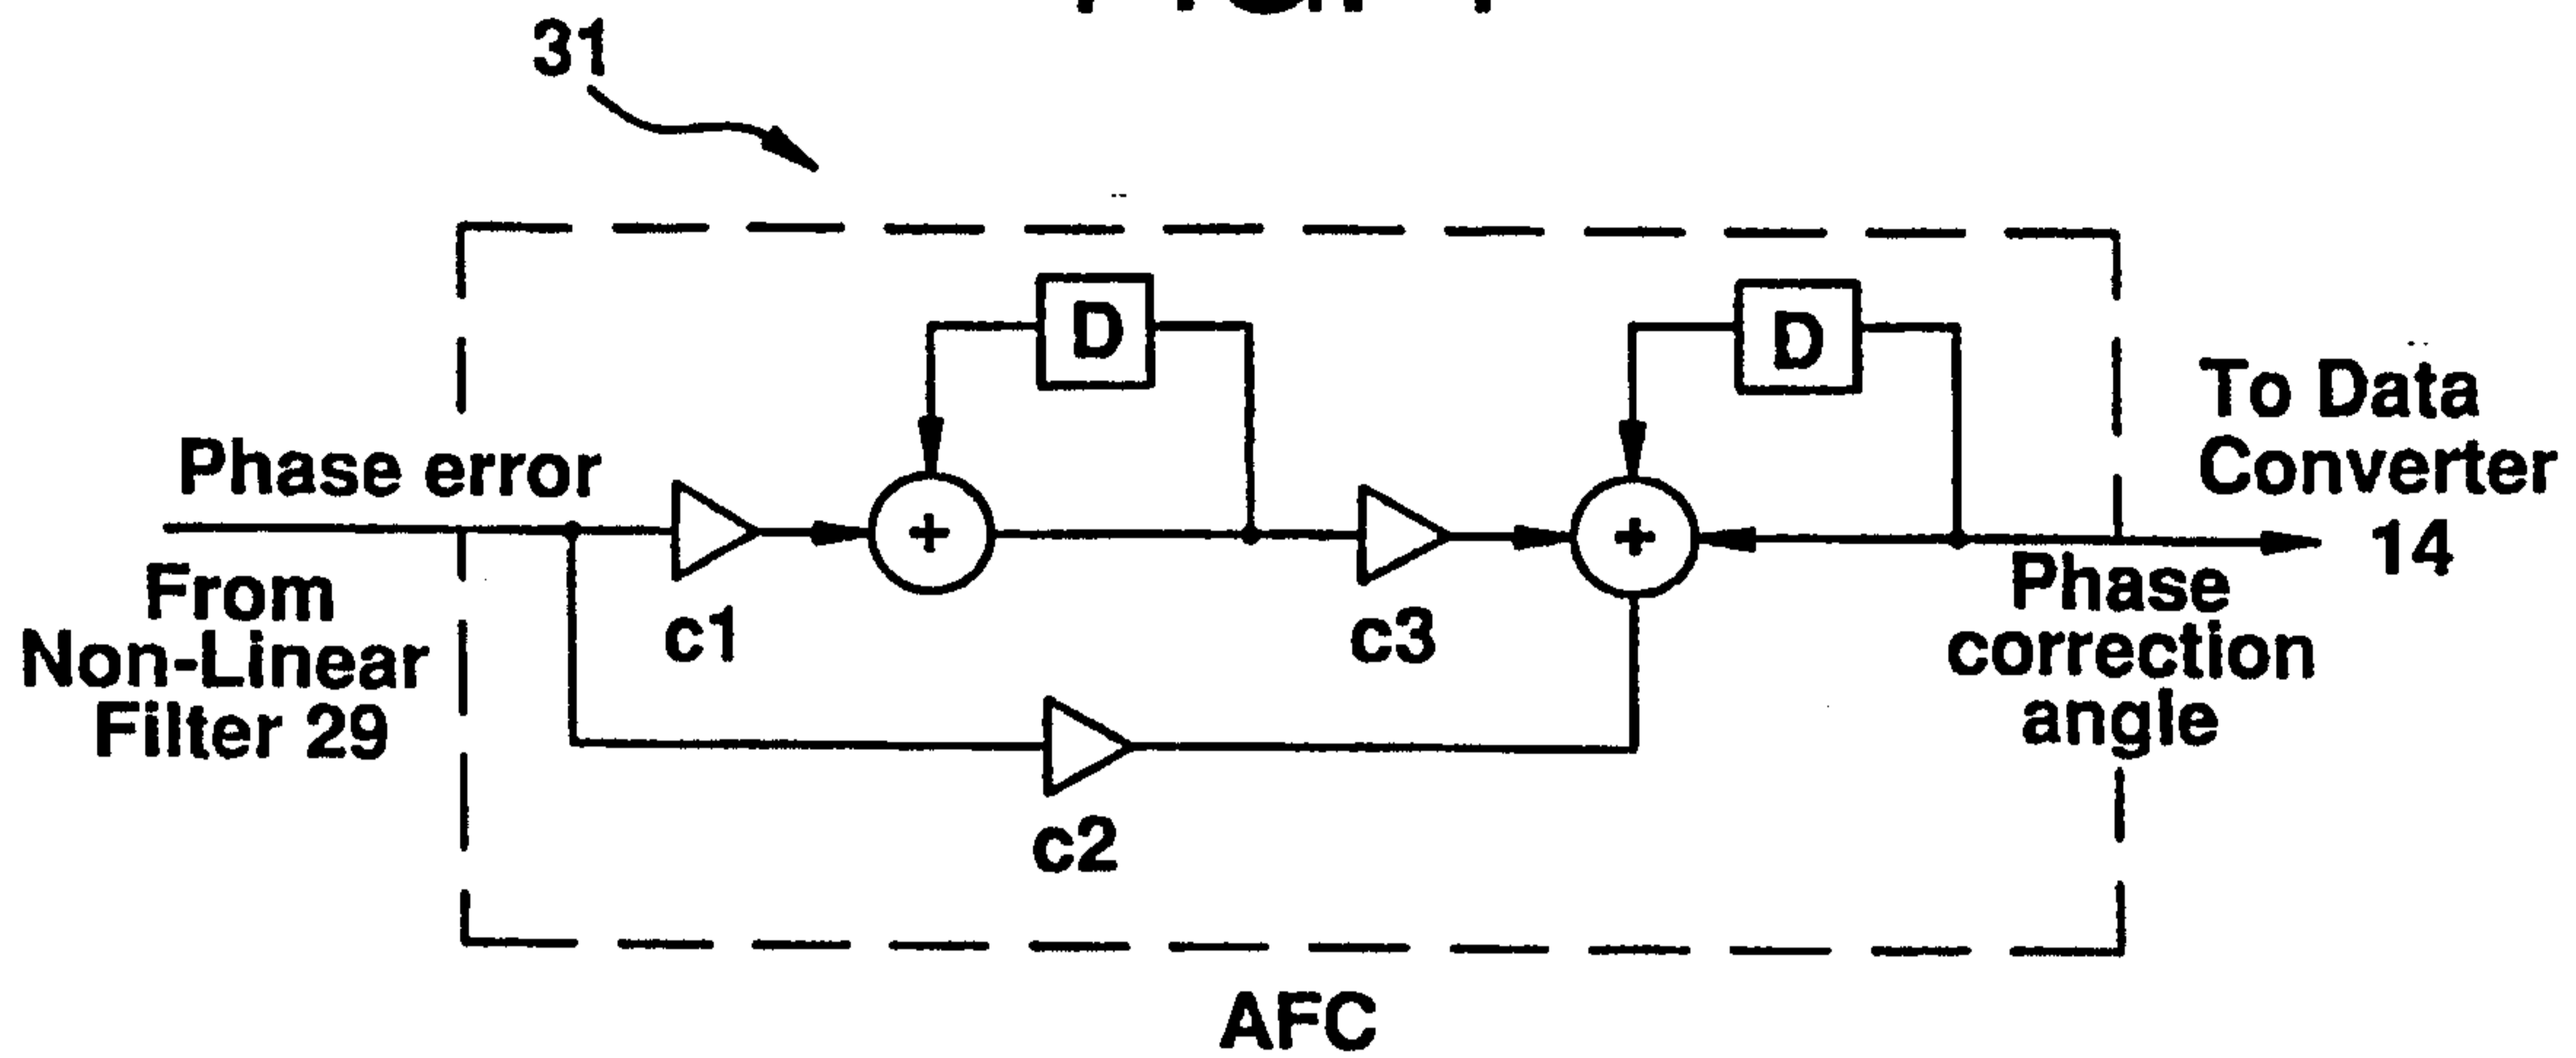 31
D
D
Phase error
From
Non-Linear
Filter 29
+
+
c1
c3
c2
To Data
Converter
14
Phase
correction
angle
AFC